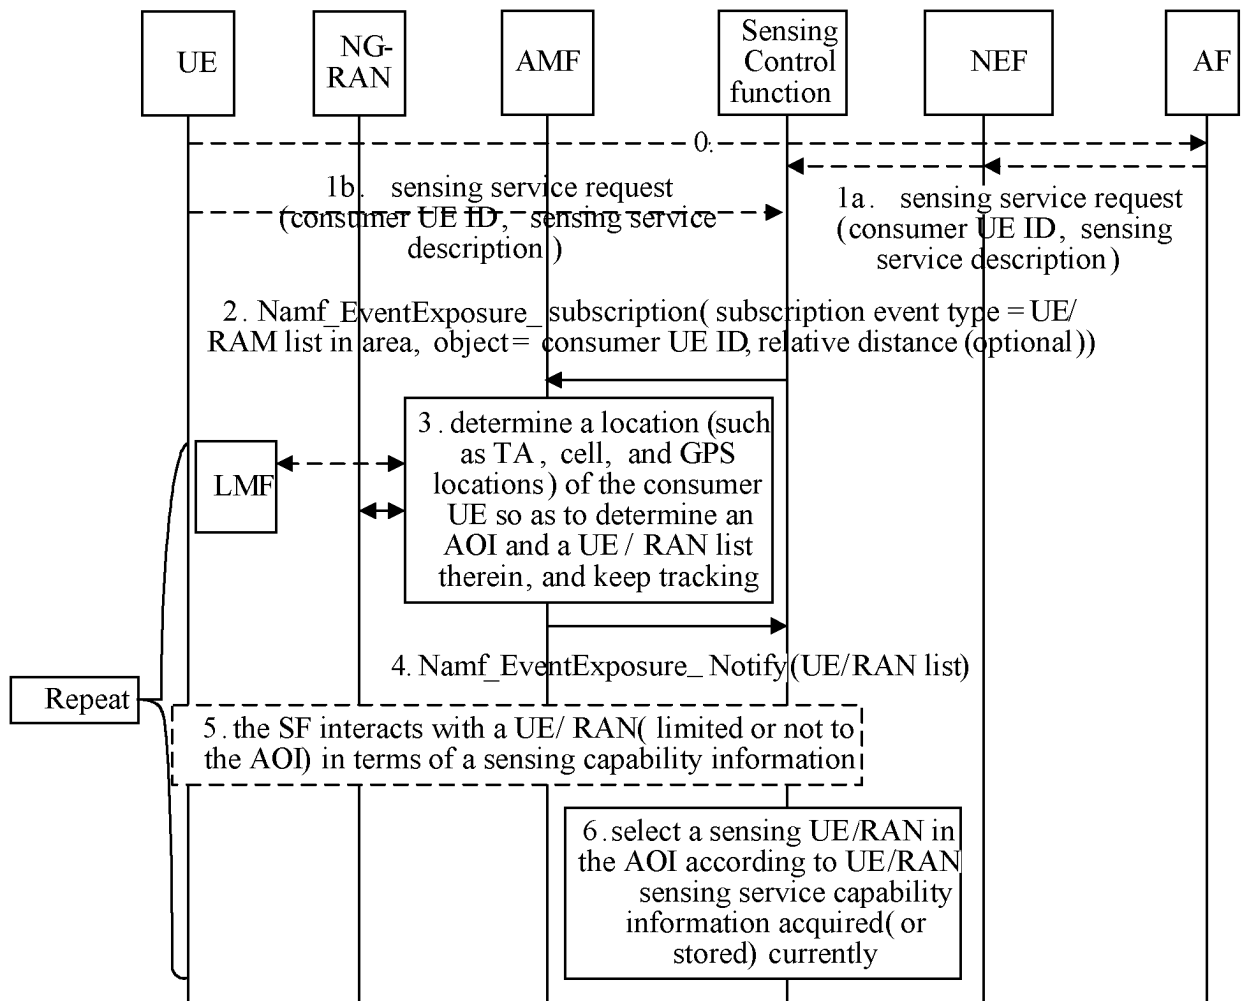 UE
NG-
RAN
AMF
Sensing
Control
function
NEF
AF
0.
1b. sensing service request
(consumer UE ID, sensing service
description)
1a. sensing service request
(consumer UE ID, sensing
service description)
2. Namf_EventExposure_ subscription( subscription event type =UE/
RAM list in area, object= consumer UE ID, relative distance (optional))
3. determine a location (such
as TA, cell, and GPS
locations) of the consumer
UE so as to determine an
AOI and a UE / RAN list
therein, and keep tracking
LMF
4. Namf_EventExposure_ Notify(UE/RAN list)
Repeat
5. the SF interacts with a UE/ RAN( limited or not to
the AOI) in terms of a sensing capability information
6. select a sensing UE/RAN in
the AOI according to UE/RAN
sensing service capability
information acquired( or
stored) currently